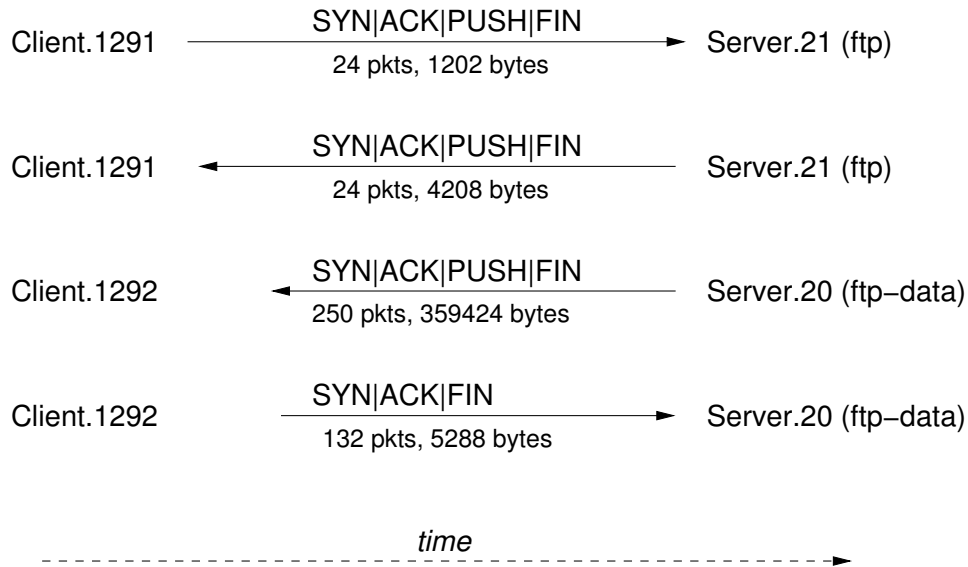 Client.1291 SYN|ACK|PUSH|FIN Server.21 (ftp)
24 pkts, 1202 bytes
Client.1291 SYN|ACK|PUSH|FIN Server.21 (ftp)
24 pkts, 4208 bytes
Client.1292 SYN|ACK|PUSH|FIN Server.20 (ftp−data)
250 pkts, 359424 bytes
Client.1292 SYN|ACK|FIN Server.20 (ftp−data)
132 pkts, 5288 bytes
time